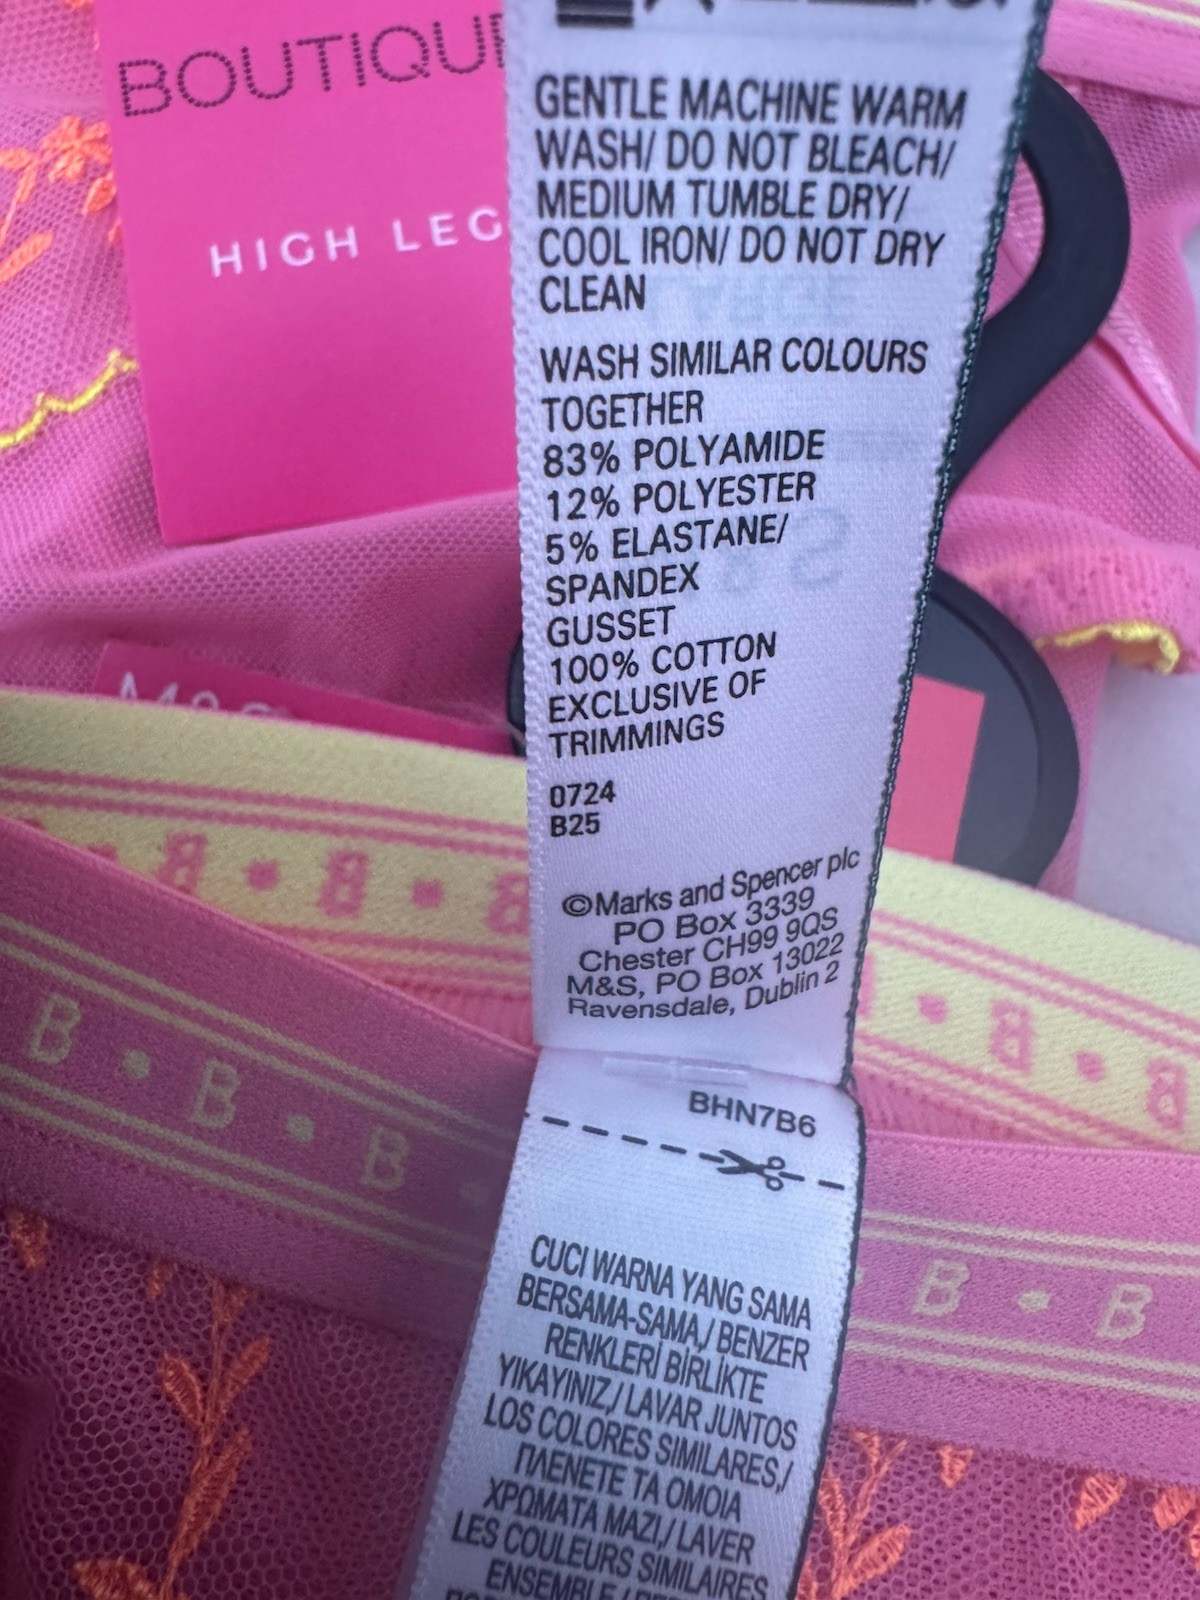 BOUTIQUE
HIGH LEG
GENTLE MACHINE WARM
WASH/ DO NOT BLEACH/
MEDIUM TUMBLE DRY/
COOL IRON/ DO NOT DRY
CLEAN
WASH SIMILAR COLOURS
TOGETHER
83% POLYAMIDE
12% POLYESTER
5% ELASTANE/
SPANDEX
GUSSET
100% COTTON
EXCLUSIVE OF
TRIMMINGS
0724
B25
©Marks and Spencer plc
PO Box 3339
Chester CH99 9QS
M&S, PO Box 13022
Ravensdale, Dublin 2
M&S
B • B • B
B • B • B
B • B
B • B
BHN7B6
CUCI WARNA YANG SAMA
BERSAMA-SAMA,/ BENZER
RENKLERİ BİRLİKTE
YIKAYINIZ,/ LAVAR JUNTOS
LOS COLORES SIMILARES,/
ΠΛΕΝΕΤΕ ΤΑ ΟΜΟΙΑ
ΧΡΩΜΑΤΑ ΜΑΖΙ,/ LAVER
LES COULEURS SIMILAIRES
ENSEMBLE,/